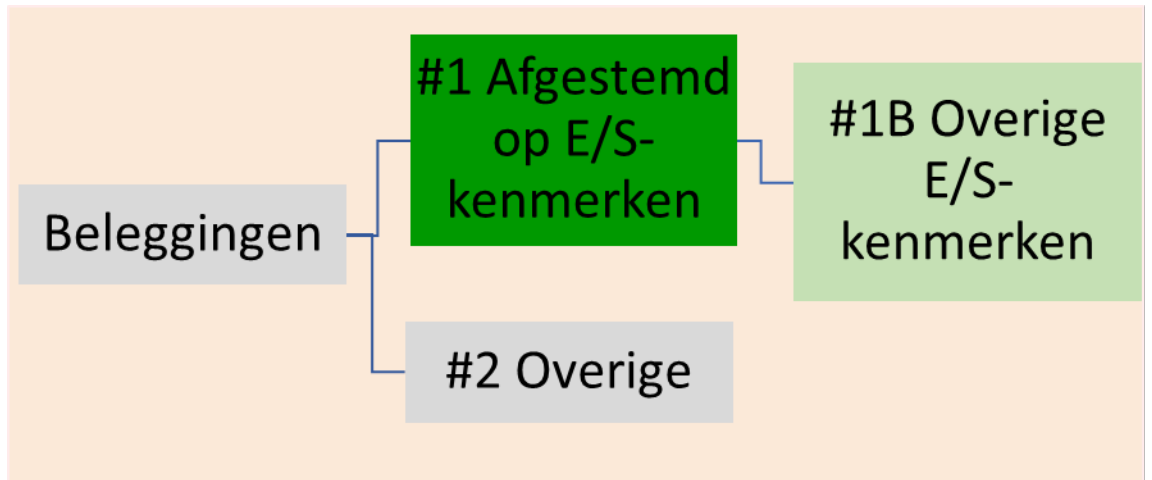 #1 Afgestemd
op E/S-
kenmerken
#1B Overige
E/S-
kenmerken
Beleggingen
#2 Overige